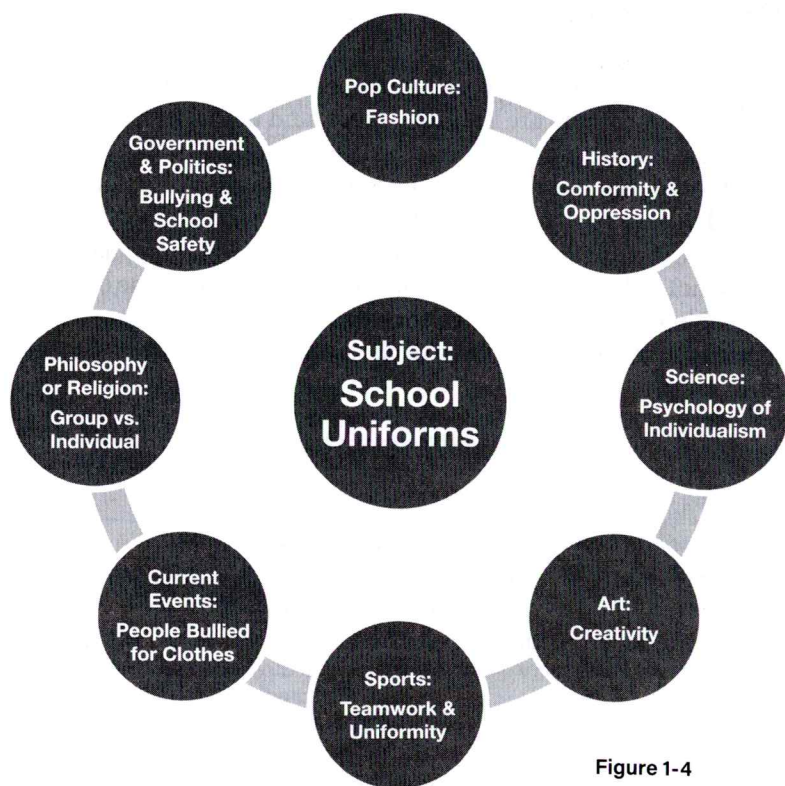 Pop Culture:
Fashion
History:
Conformity &
Oppression
Science:
Psychology of
Individualism
Art:
Creativity
Sports:
Teamwork &
Uniformity
Current
Events:
People Bullied
for Clothes
Philosophy
or Religion:
Group vs.
Individual
Government
& Politics:
Bullying &
School
Safety
Subject:
School
Uniforms
Figure 1-4